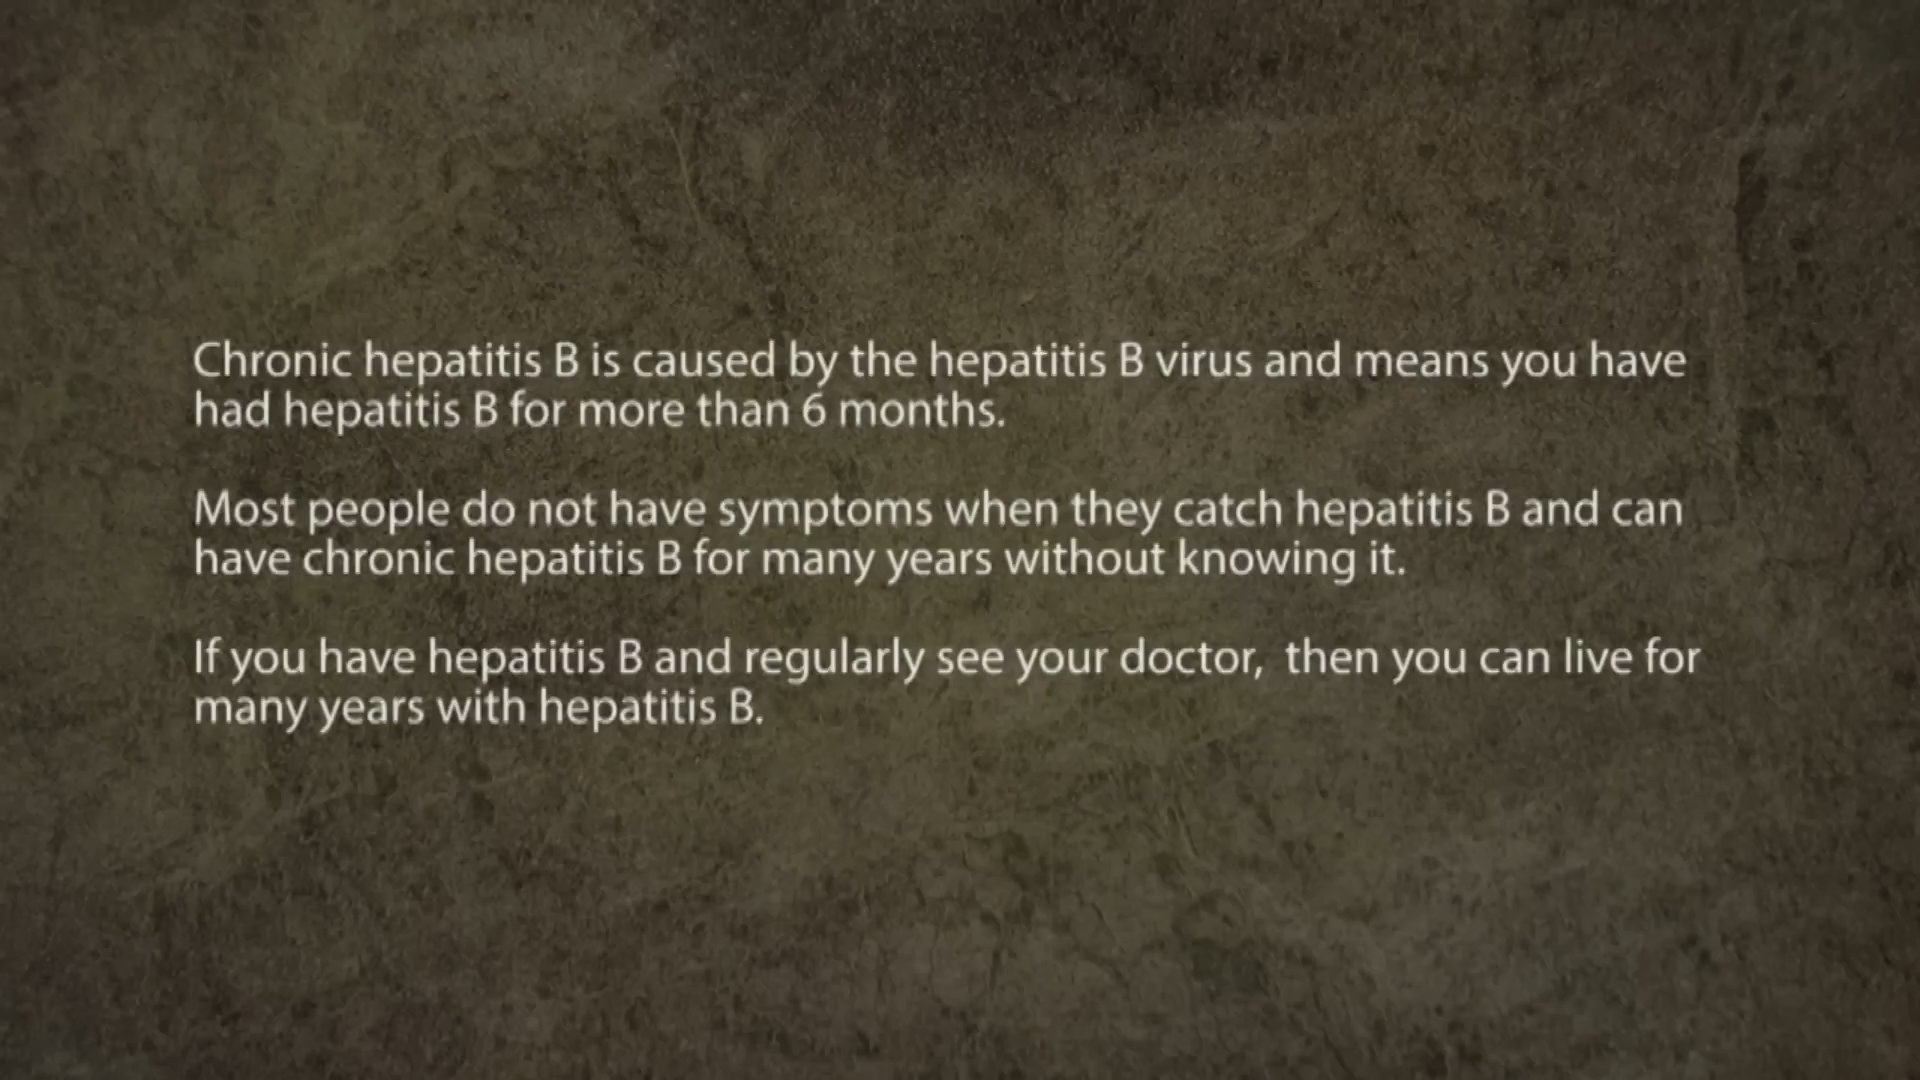 Chronic hepatitis B is caused by the hepatitis B virus and means you have
had hepatitis B for more than 6 months.
Most people do not have symptoms when they catch hepatitis B and can
have chronic hepatitis B for many years without knowing it.
If you have hepatitis B and regularly see your doctor,  then you can live for
many years with hepatitis B.